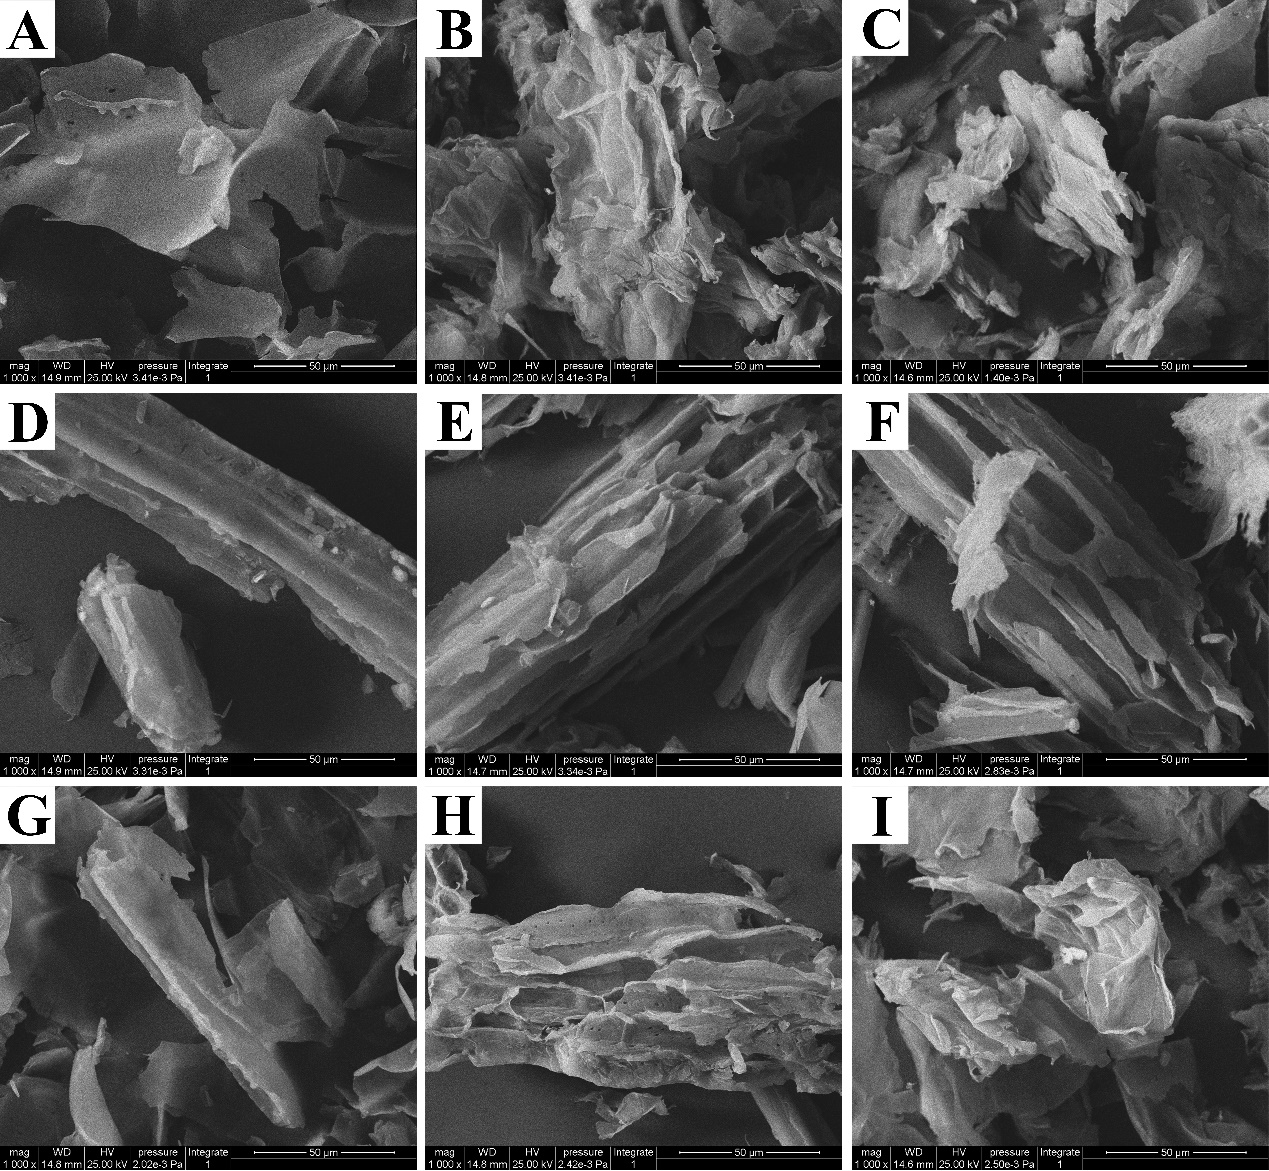 A
B
C
mag WD HV pressure Integrate 50 µm
1 000 x 14.9 mm 25.00 kV 3.41e-3 Pa 1
mag WD HV pressure Integrate 50 µm
1 000 x 14.8 mm 25.00 kV 3.41e-3 Pa 1
mag WD HV pressure Integrate 50 µm
1 000 x 14.6 mm 25.00 kV 1.40e-3 Pa 1
D
E
F
mag WD HV pressure Integrate 50 µm
1 000 x 14.9 mm 25.00 kV 3.31e-3 Pa 1
mag WD HV pressure Integrate 50 µm
1 000 x 14.7 mm 25.00 kV 3.34e-3 Pa 1
mag WD HV pressure Integrate 50 µm
1 000 x 14.7 mm 25.00 kV 2.83e-3 Pa 1
G
H
I
mag WD HV pressure Integrate 50 µm
1 000 x 14.8 mm 25.00 kV 2.02e-3 Pa 1
mag WD HV pressure Integrate 50 µm
1 000 x 14.8 mm 25.00 kV 2.42e-3 Pa 1
mag WD HV pressure Integrate 50 µm
1 000 x 14.6 mm 25.00 kV 2.50e-3 Pa 1